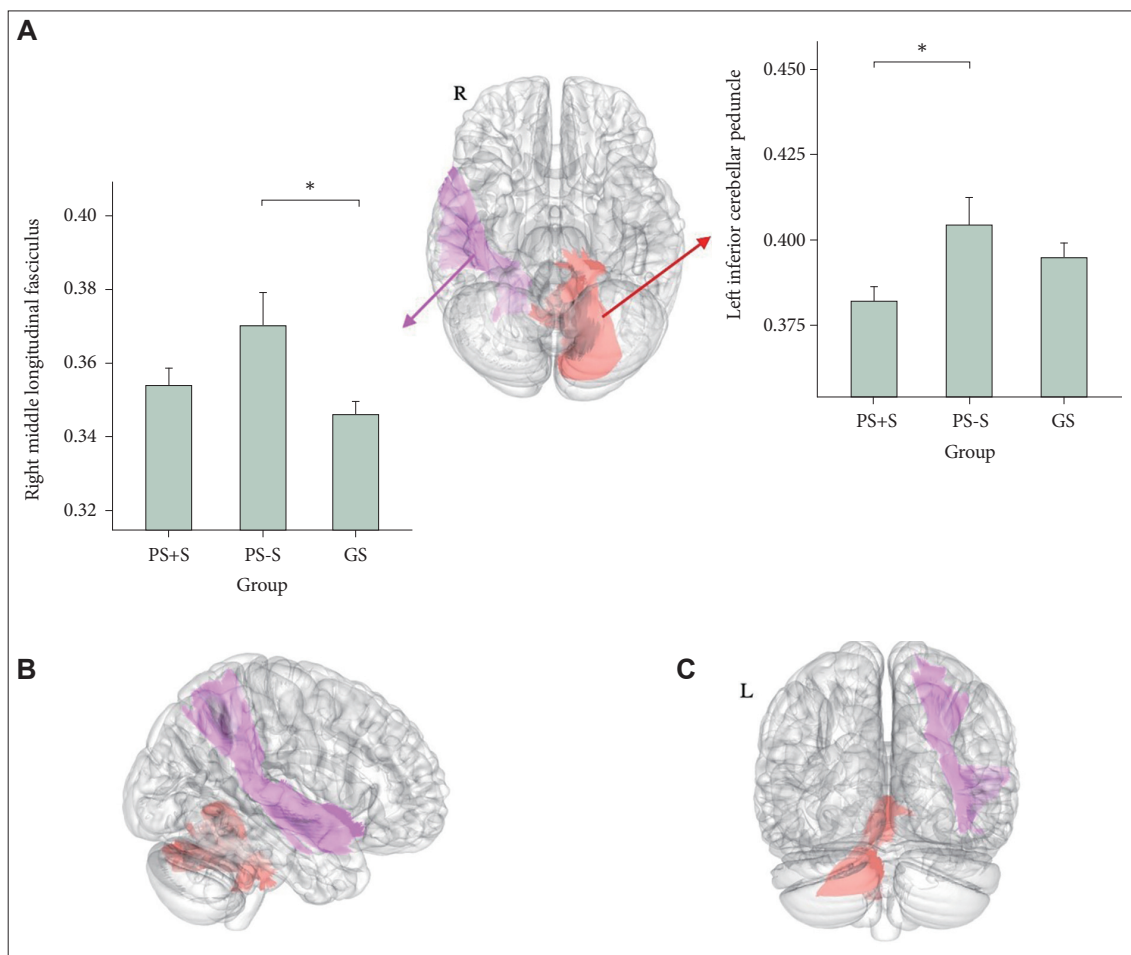 A
R
Right middle longitudinal fasciculus
0.40
0.38
0.36
0.34
0.32
*
PS+S PS-S GS
Group
Left inferior cerebellar peduncle
0.450
0.425
0.400
0.375
*
PS+S PS-S GS
Group
B
C
L